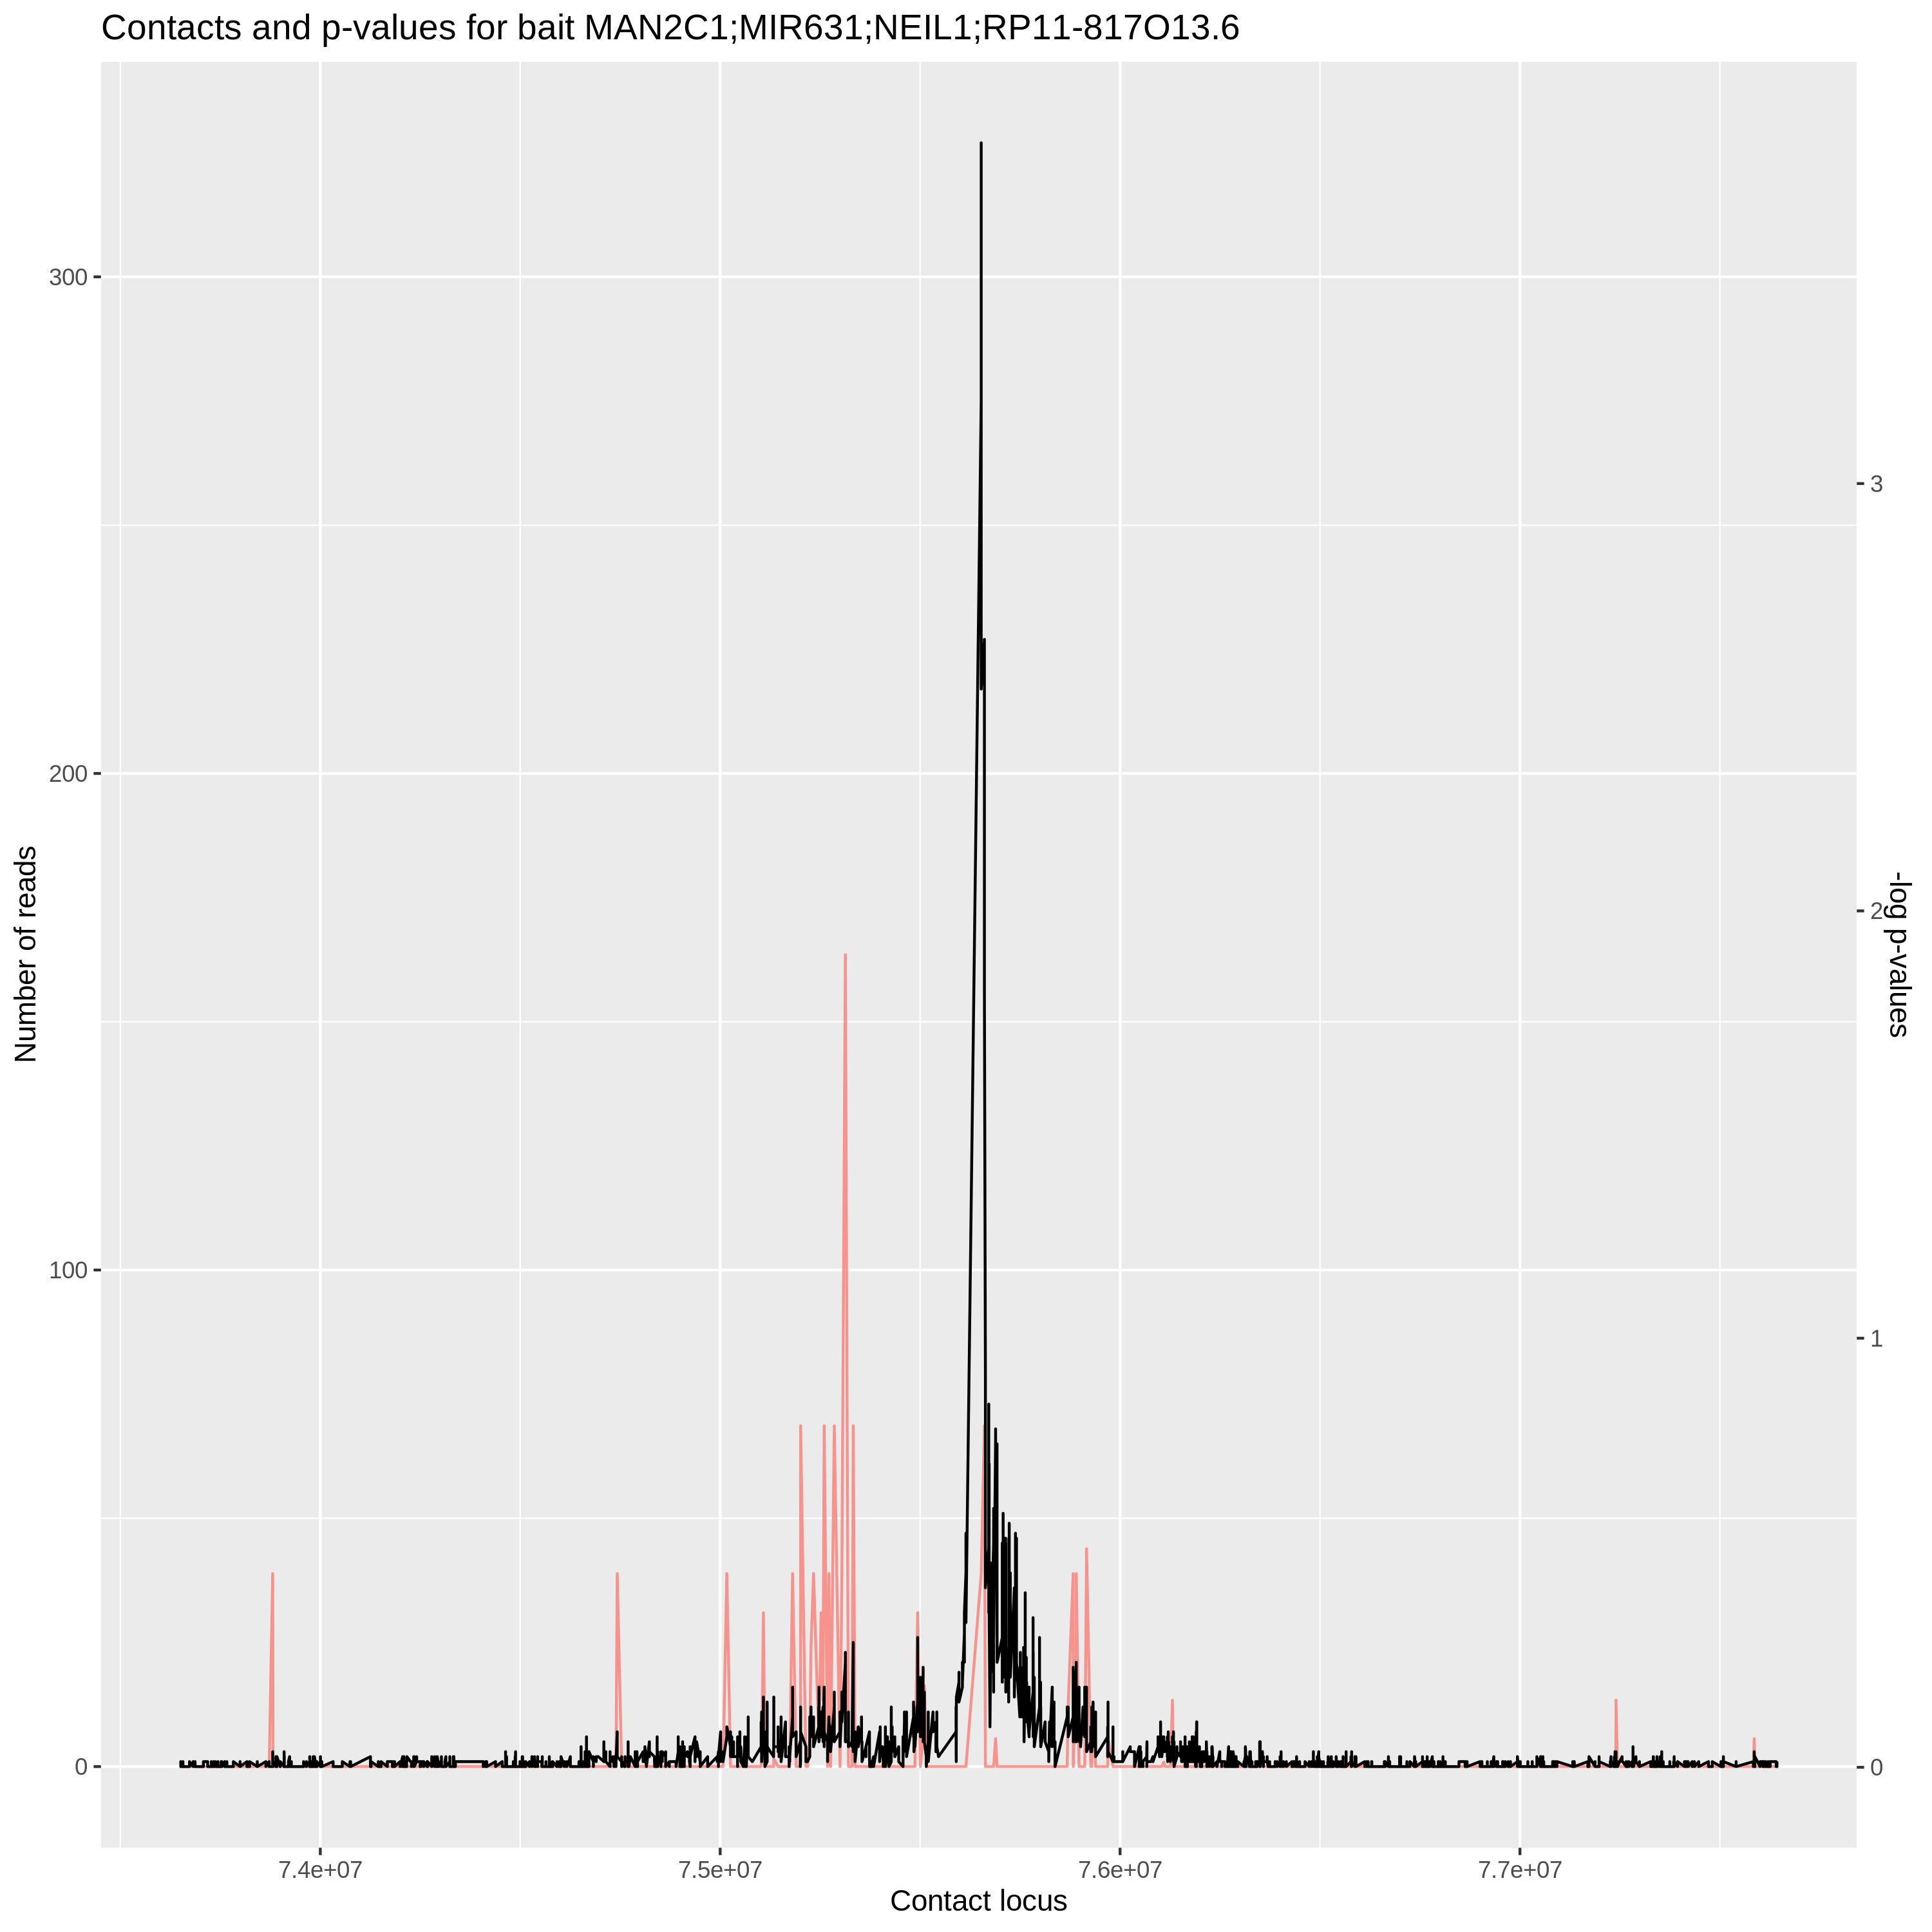 Contacts and p-values for bait MAN2C1;MIR631;NEIL1;RP11-817O13.6
300
200
100
0
Number of reads
3
2
1
0
-log p-values
7.4e+07
7.5e+07
7.6e+07
7.7e+07
Contact locus